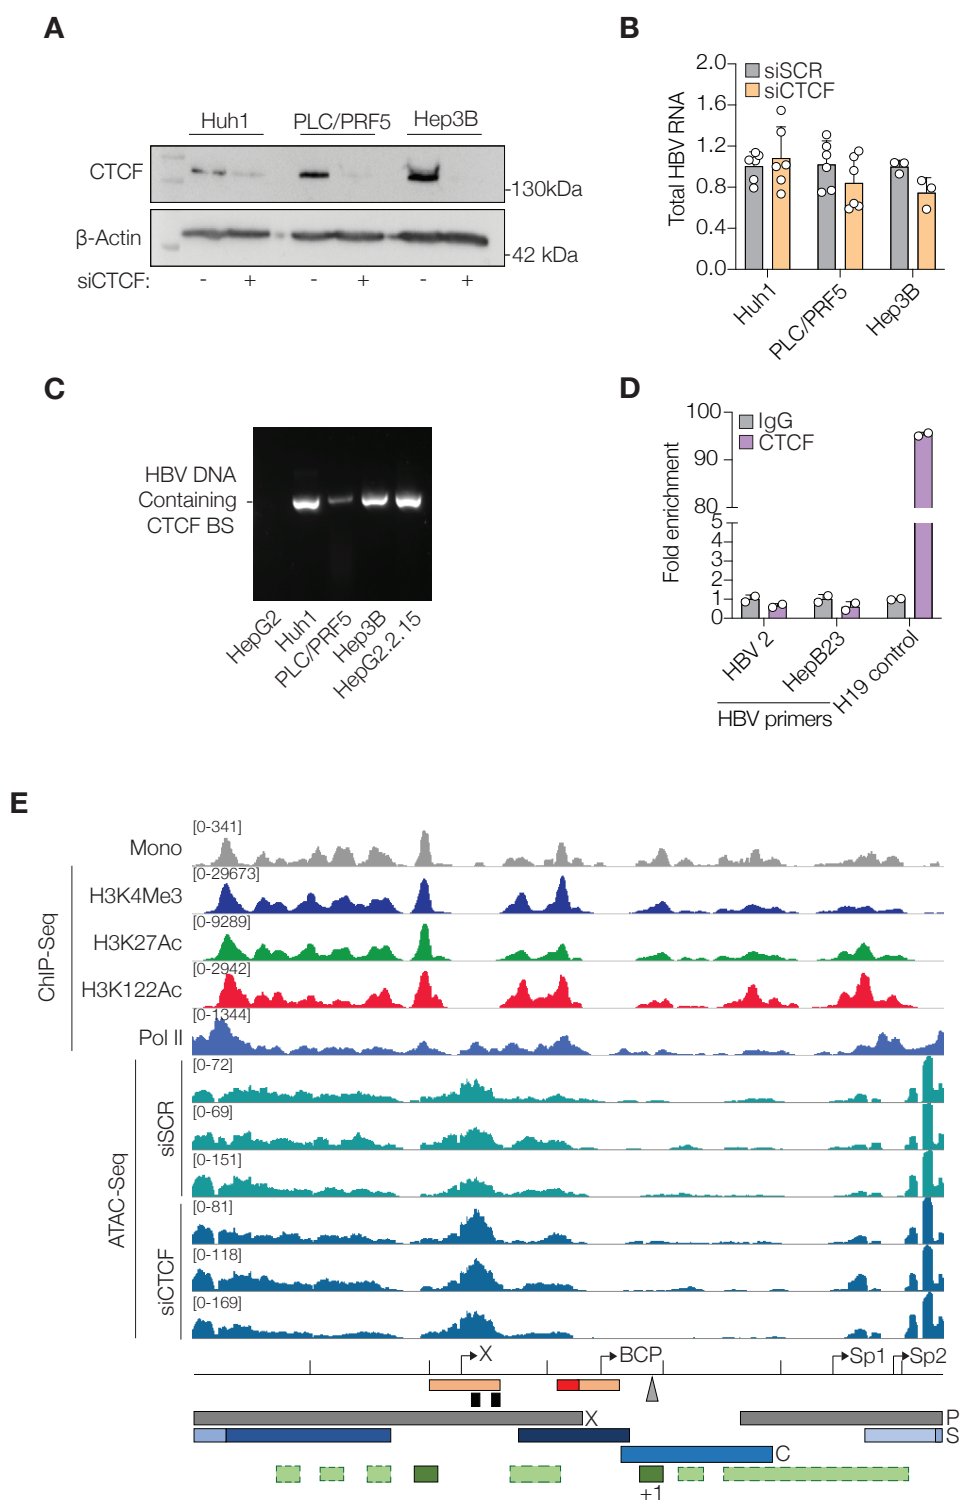 A
Huh1 PLC/PRF5 Hep3B
CTCF
-130kDa
β-Actin
-42 kDa
siCTCF: - + - + - +
B
Total HBV RNA
2.0
1.6
1.2
0.8
0.4
0.0
siSCR
siCTCF
Huh1
PLC/PRF5
Hep3B
C
HBV DNA
Containing -
CTCF BS
HepG2
Huh1
PLC/PRF5
Hep3B
HepG2.2.15
D
Fold enrichment
100
90
80
5
4
3
2
1
0
IgG
CTCF
HBV 2
HepB23
H19 control
HBV primers
E
ChIP-Seq
Mono [0-341]
H3K4Me3 [0-29673]
H3K27Ac [0-9289]
H3K122Ac [0-2942]
Pol II [0-1344]
ATAC-Seq
siSCR
[0-72]
[0-69]
[0-151]
siCTCF
[0-81]
[0-118]
[0-169]
X BCP Sp1 Sp2
X P
S
C
+1